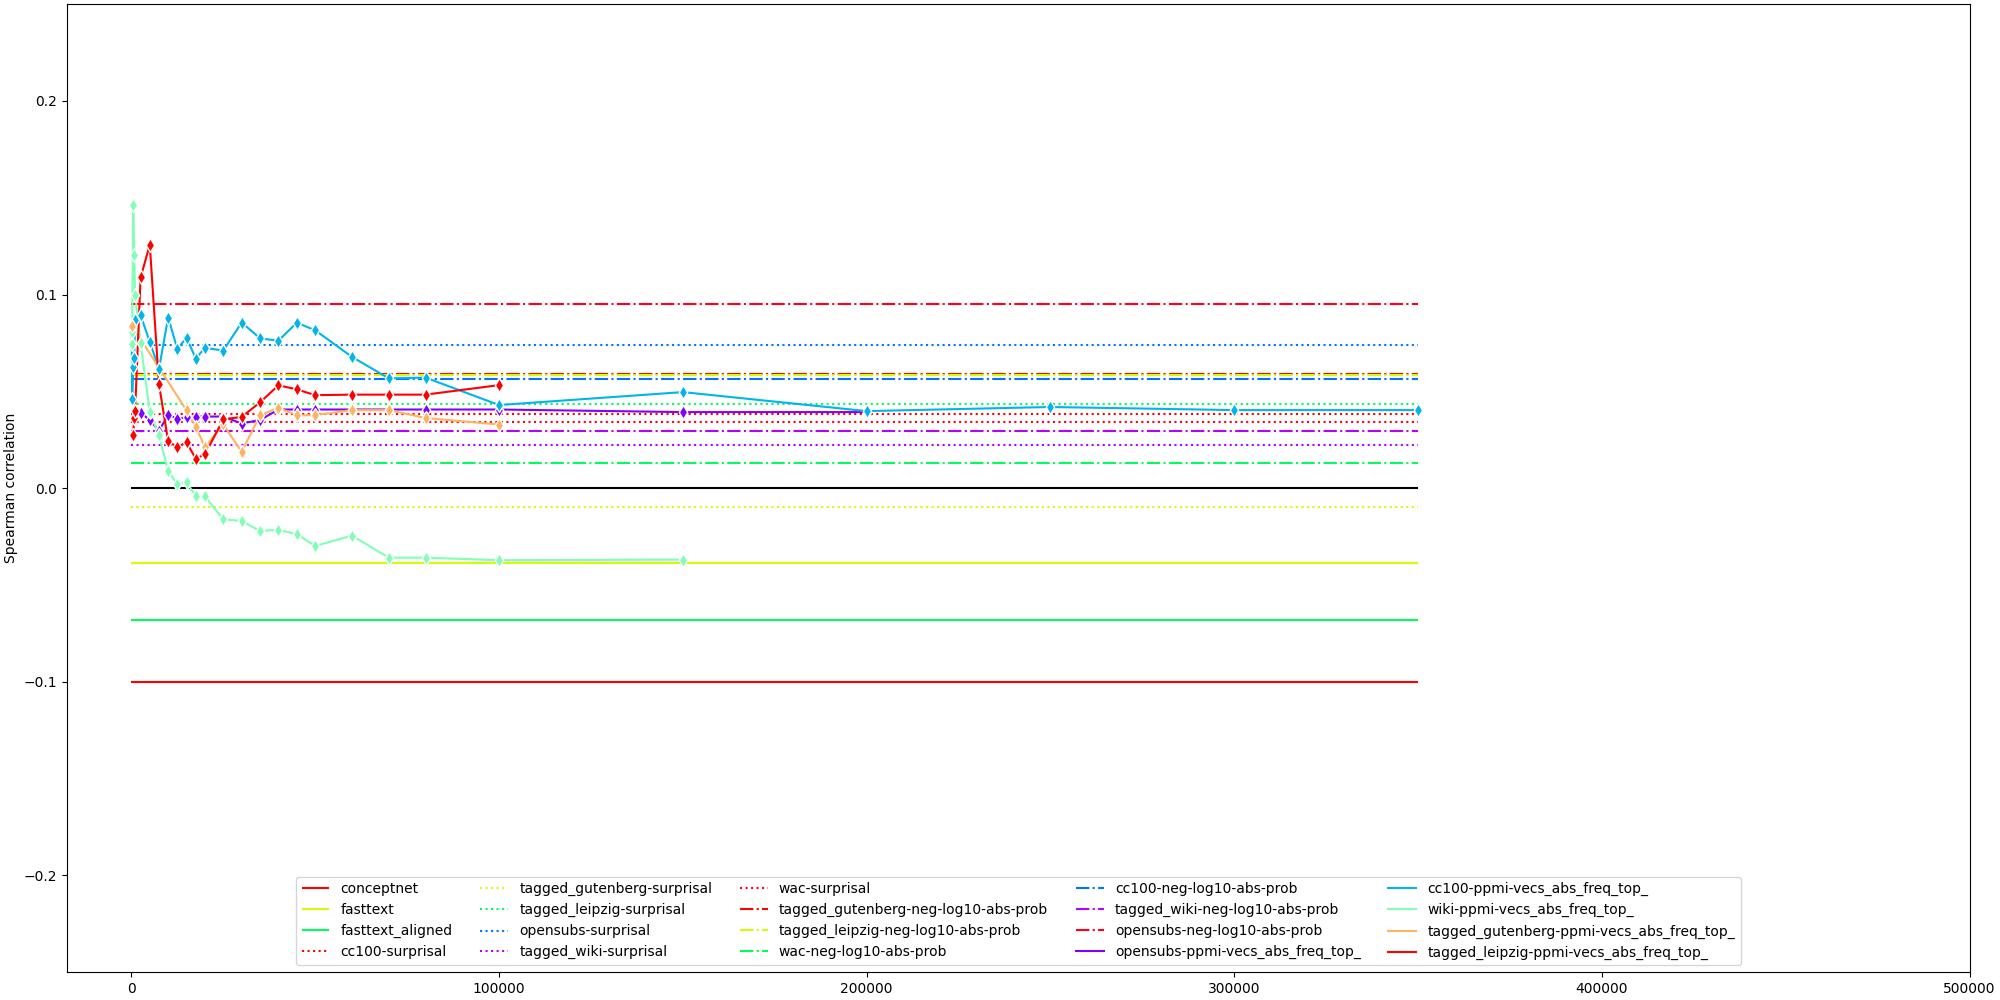 0.2
0.1
0.0
−0.1
−0.2
Spearman correlation
conceptnet
fasttext
fasttext_aligned
cc100-surprisal
tagged_gutenberg-surprisal
tagged_leipzig-surprisal
opensubs-surprisal
tagged_wiki-surprisal
wac-surprisal
tagged_gutenberg-neg-log10-abs-prob
tagged_leipzig-neg-log10-abs-prob
wac-neg-log10-abs-prob
cc100-neg-log10-abs-prob
tagged_wiki-neg-log10-abs-prob
opensubs-neg-log10-abs-prob
opensubs-ppmi-vecs_abs_freq_top_
cc100-ppmi-vecs_abs_freq_top_
wiki-ppmi-vecs_abs_freq_top_
tagged_gutenberg-ppmi-vecs_abs_freq_top_
tagged_leipzig-ppmi-vecs_abs_freq_top_
0 100000 200000 300000 400000 500000